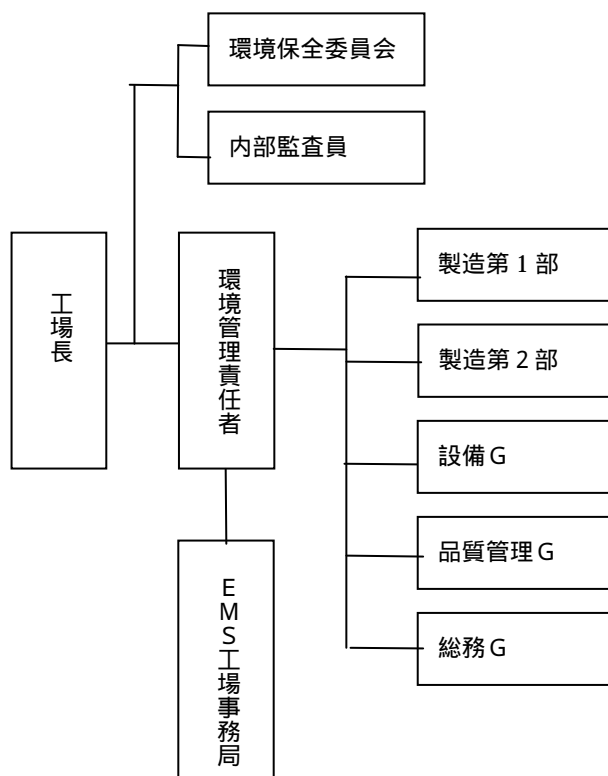 環境保全委員会
内部監査員
工場長
環境管理責任者
EMS工場事務局
製造第1部
製造第2部
設備G
品質管理G
総務G